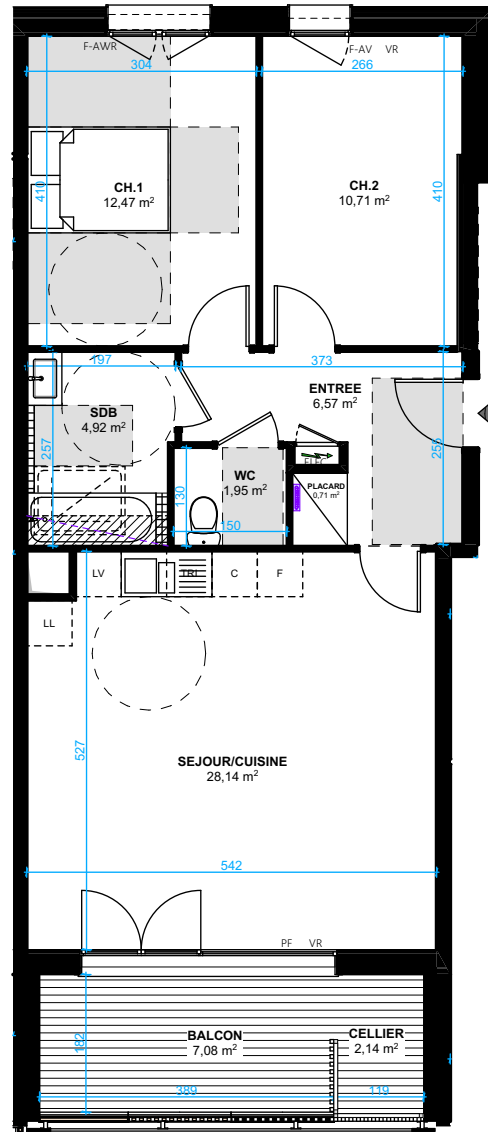 F-AWR
F-AV VR
304
266
410
CH.1
12,47 m²
CH.2
10,71 m²
410
197
373
ENTREE
6,57 m²
SDB
4,92 m²
257
255
ELEC
WC
1,95 m²
130
150
PLACARD
0,71 m²
LV
TRI
C
F
LL
527
SEJOUR/CUISINE
28,14 m²
542
PF VR
182
BALCON
7,08 m²
CELLIER
2,14 m²
389
119